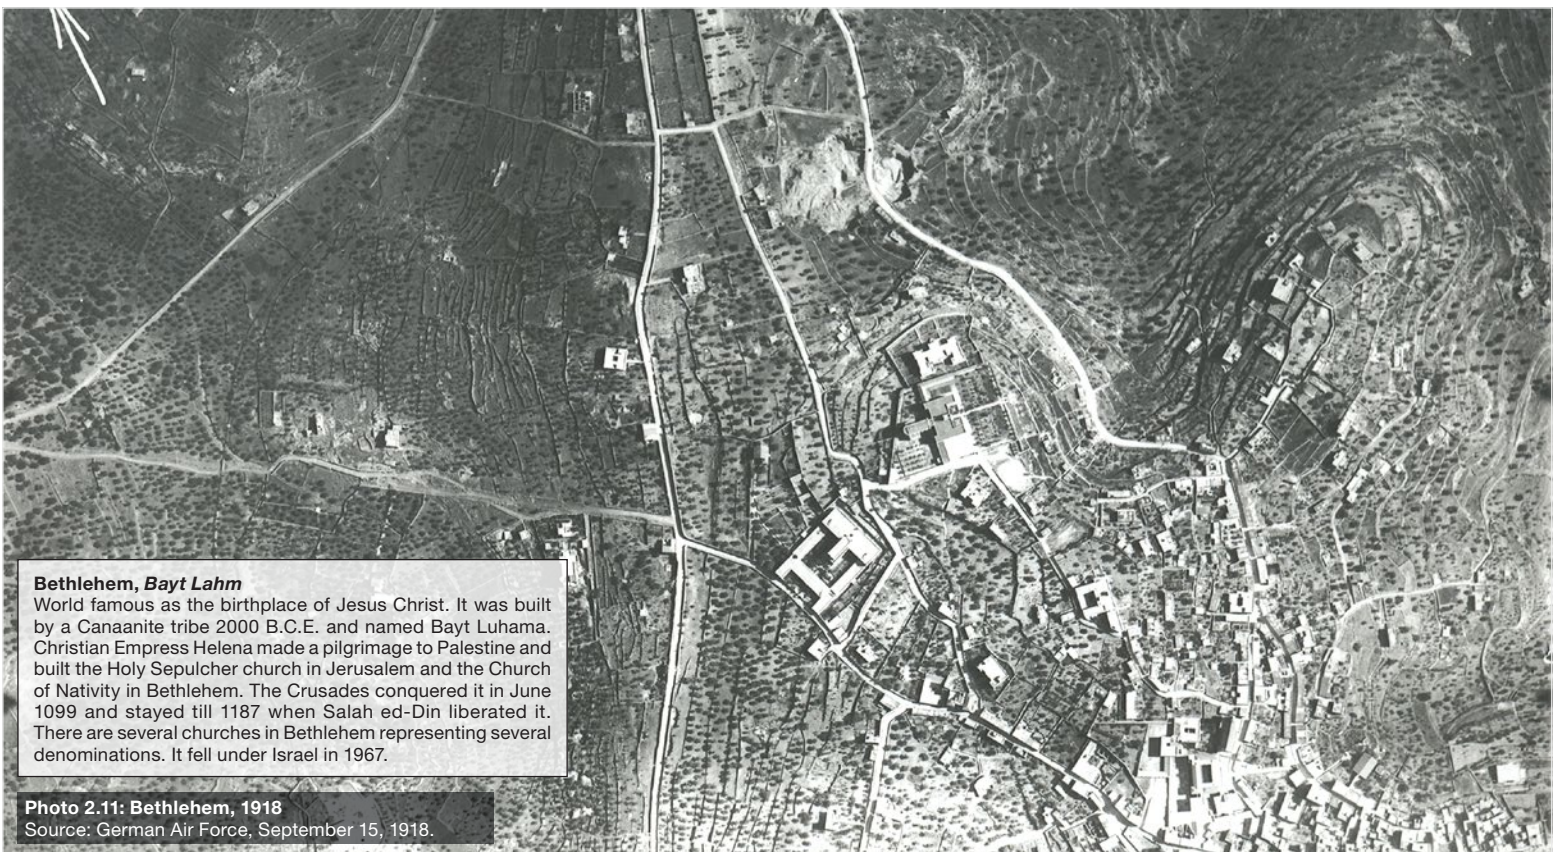 Bethlehem, Bayt Lahm
World famous as the birthplace of Jesus Christ. It was built
by a Canaanite tribe 2000 B.C.E. and named Bayt Luhama.
Christian Empress Helena made a pilgrimage to Palestine and
built the Holy Sepulcher church in Jerusalem and the Church
of Nativity in Bethlehem. The Crusades conquered it in June
1099 and stayed till 1187 when Salah ed-Din liberated it.
There are several churches in Bethlehem representing several
denominations. It fell under Israel in 1967.
Photo 2.11: Bethlehem, 1918
Source: German Air Force, September 15, 1918.